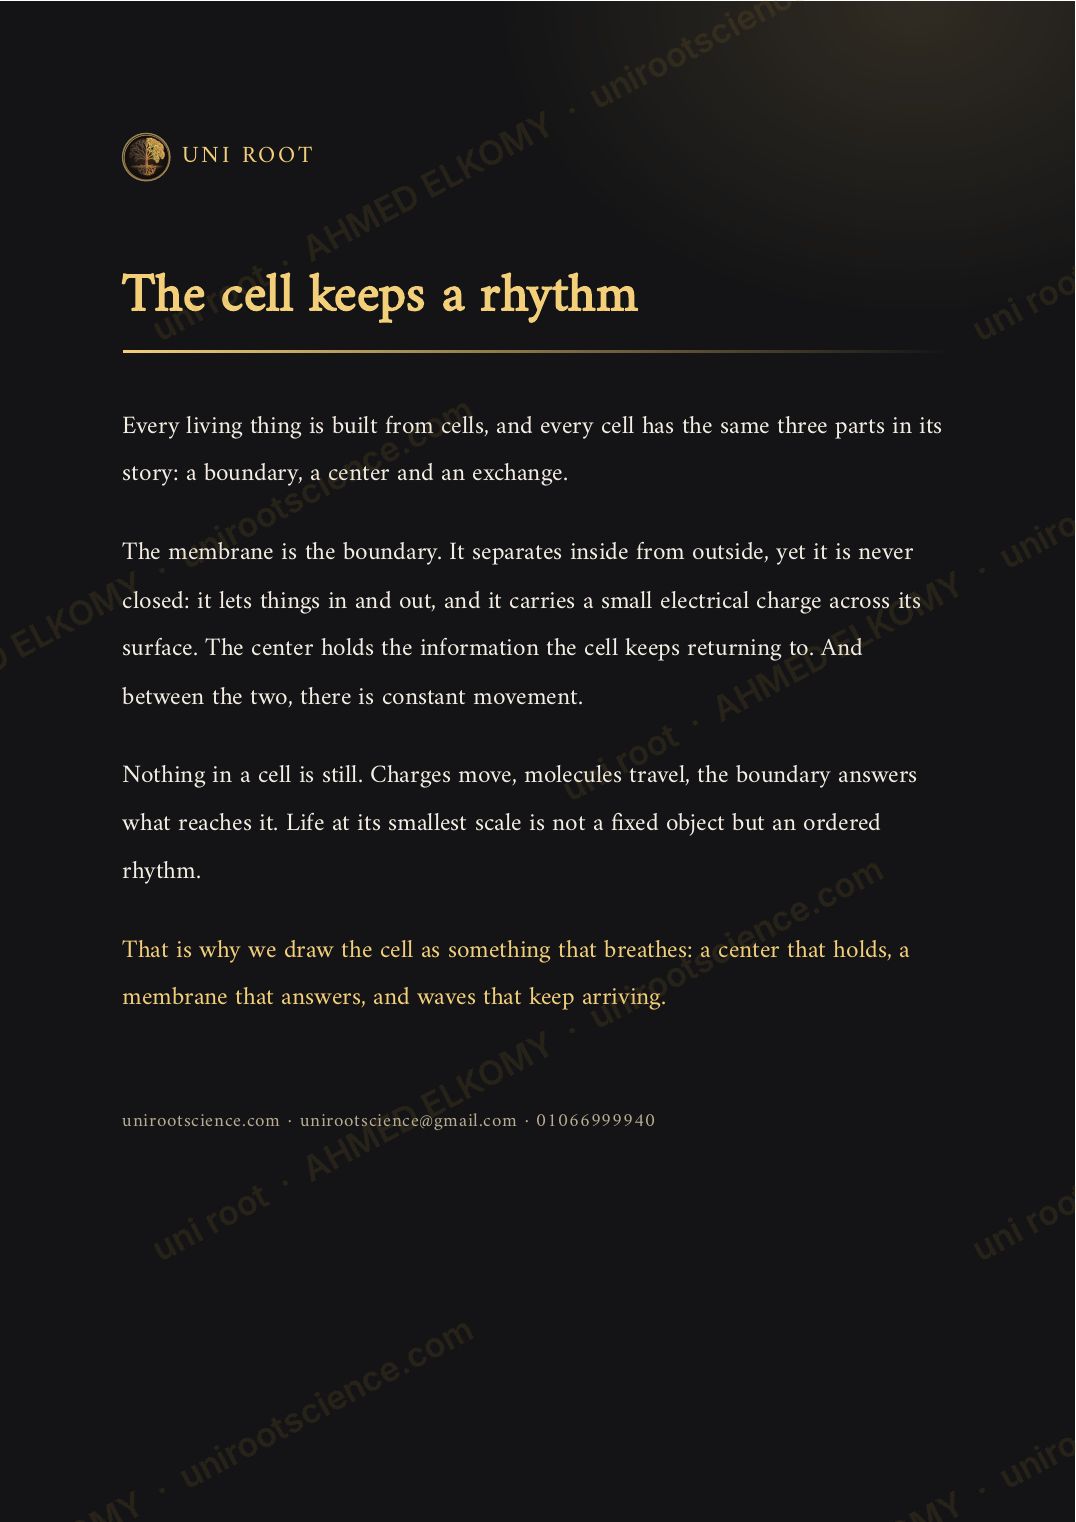 UNI ROOT
The cell keeps a rhythm
Every living thing is built from cells, and every cell has the same three parts in its
story: a boundary, a center and an exchange.
The membrane is the boundary. It separates inside from outside, yet it is never
closed: it lets things in and out, and it carries a small electrical charge across its
surface. The center holds the information the cell keeps returning to. And
between the two, there is constant movement.
Nothing in a cell is still. Charges move, molecules travel, the boundary answers
what reaches it. Life at its smallest scale is not a fixed object but an ordered
rhythm.
That is why we draw the cell as something that breathes: a center that holds, a
membrane that answers, and waves that keep arriving.
unirootscience.com · unirootscience@gmail.com · 01066999940
uni root · AHMED ELKOMY · unirootscience.com